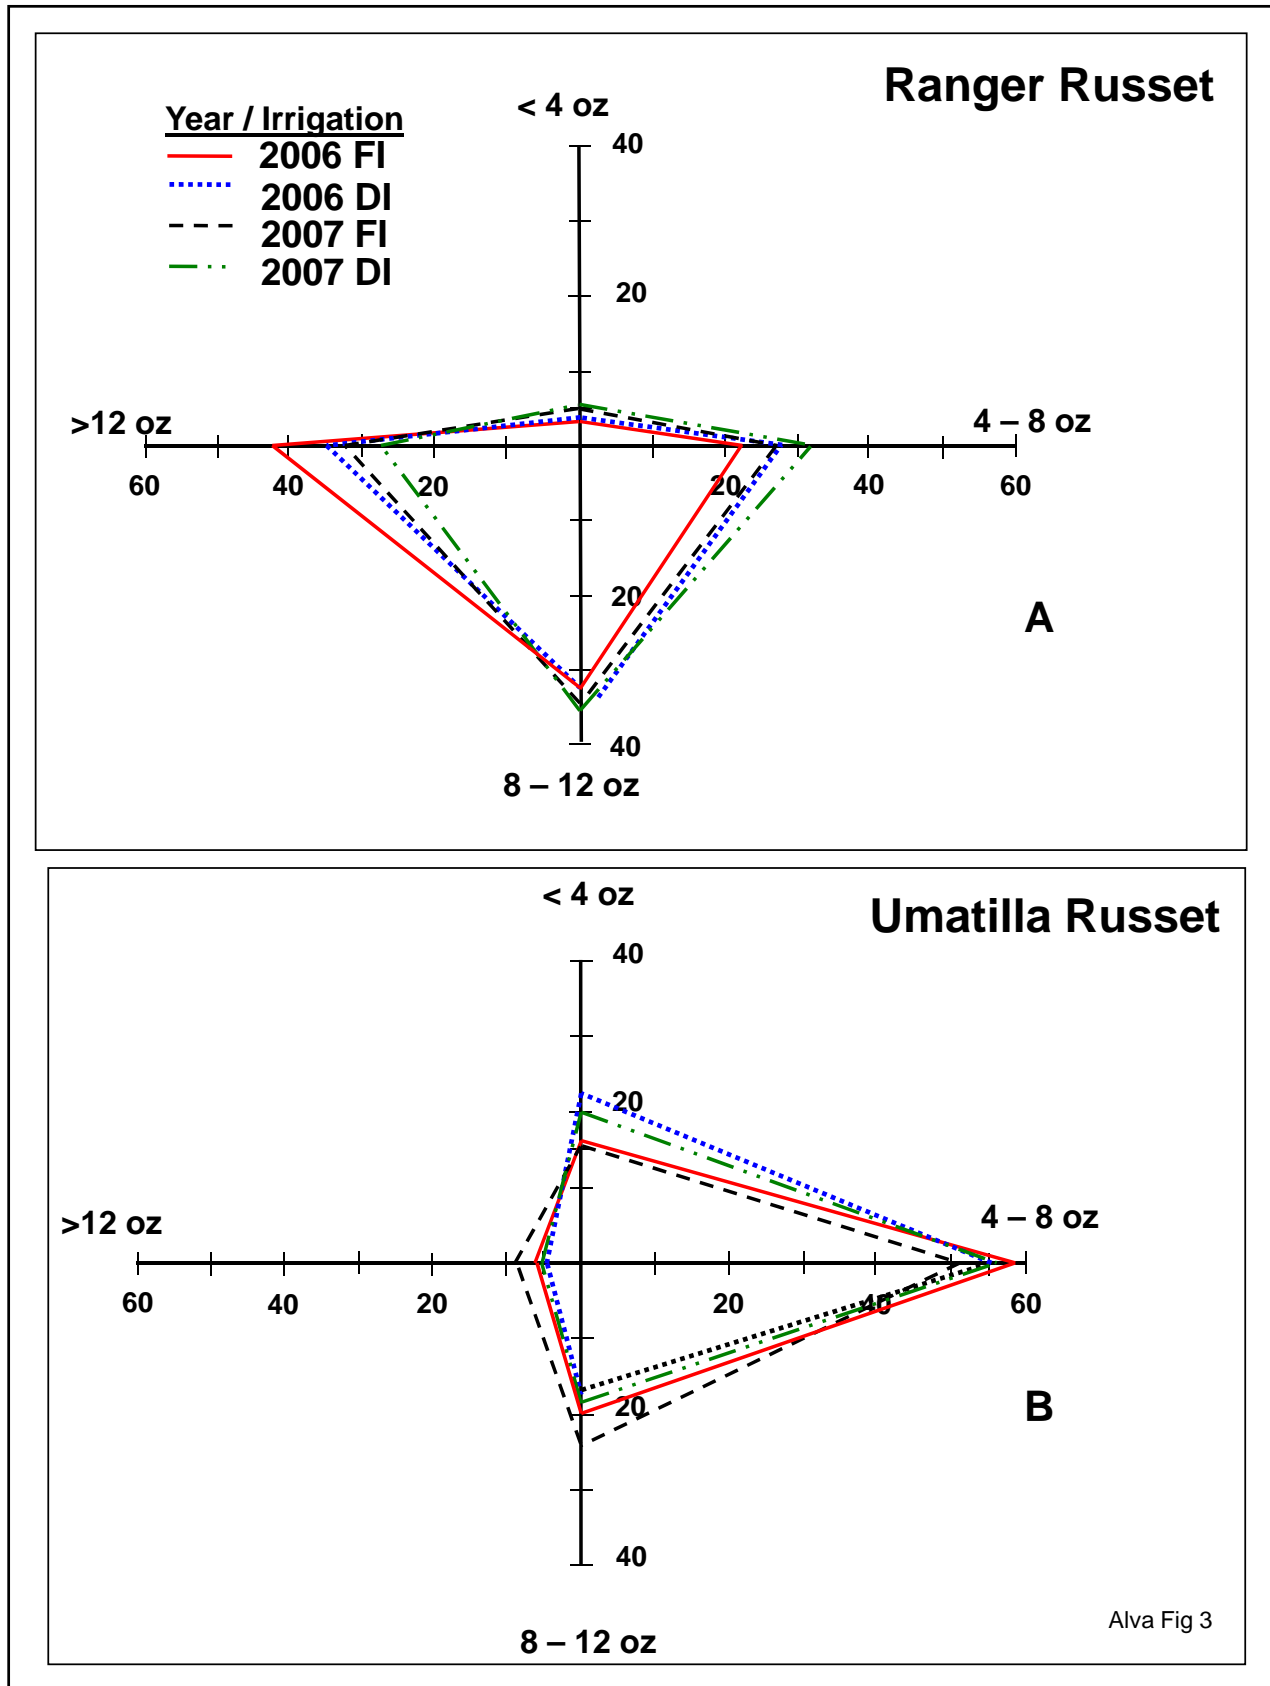 Ranger Russet
< 4 oz
Year / Irrigation
2006 FI
2006 DI
2007 FI
2007 DI
40
20
>12 oz
4 – 8 oz
60
40
20
20
40
60
20
A
40
8 – 12 oz
< 4 oz
Umatilla Russet
40
20
>12 oz
4 – 8 oz
60
40
20
20
40
60
20
B
40
8 – 12 oz
Alva Fig 3